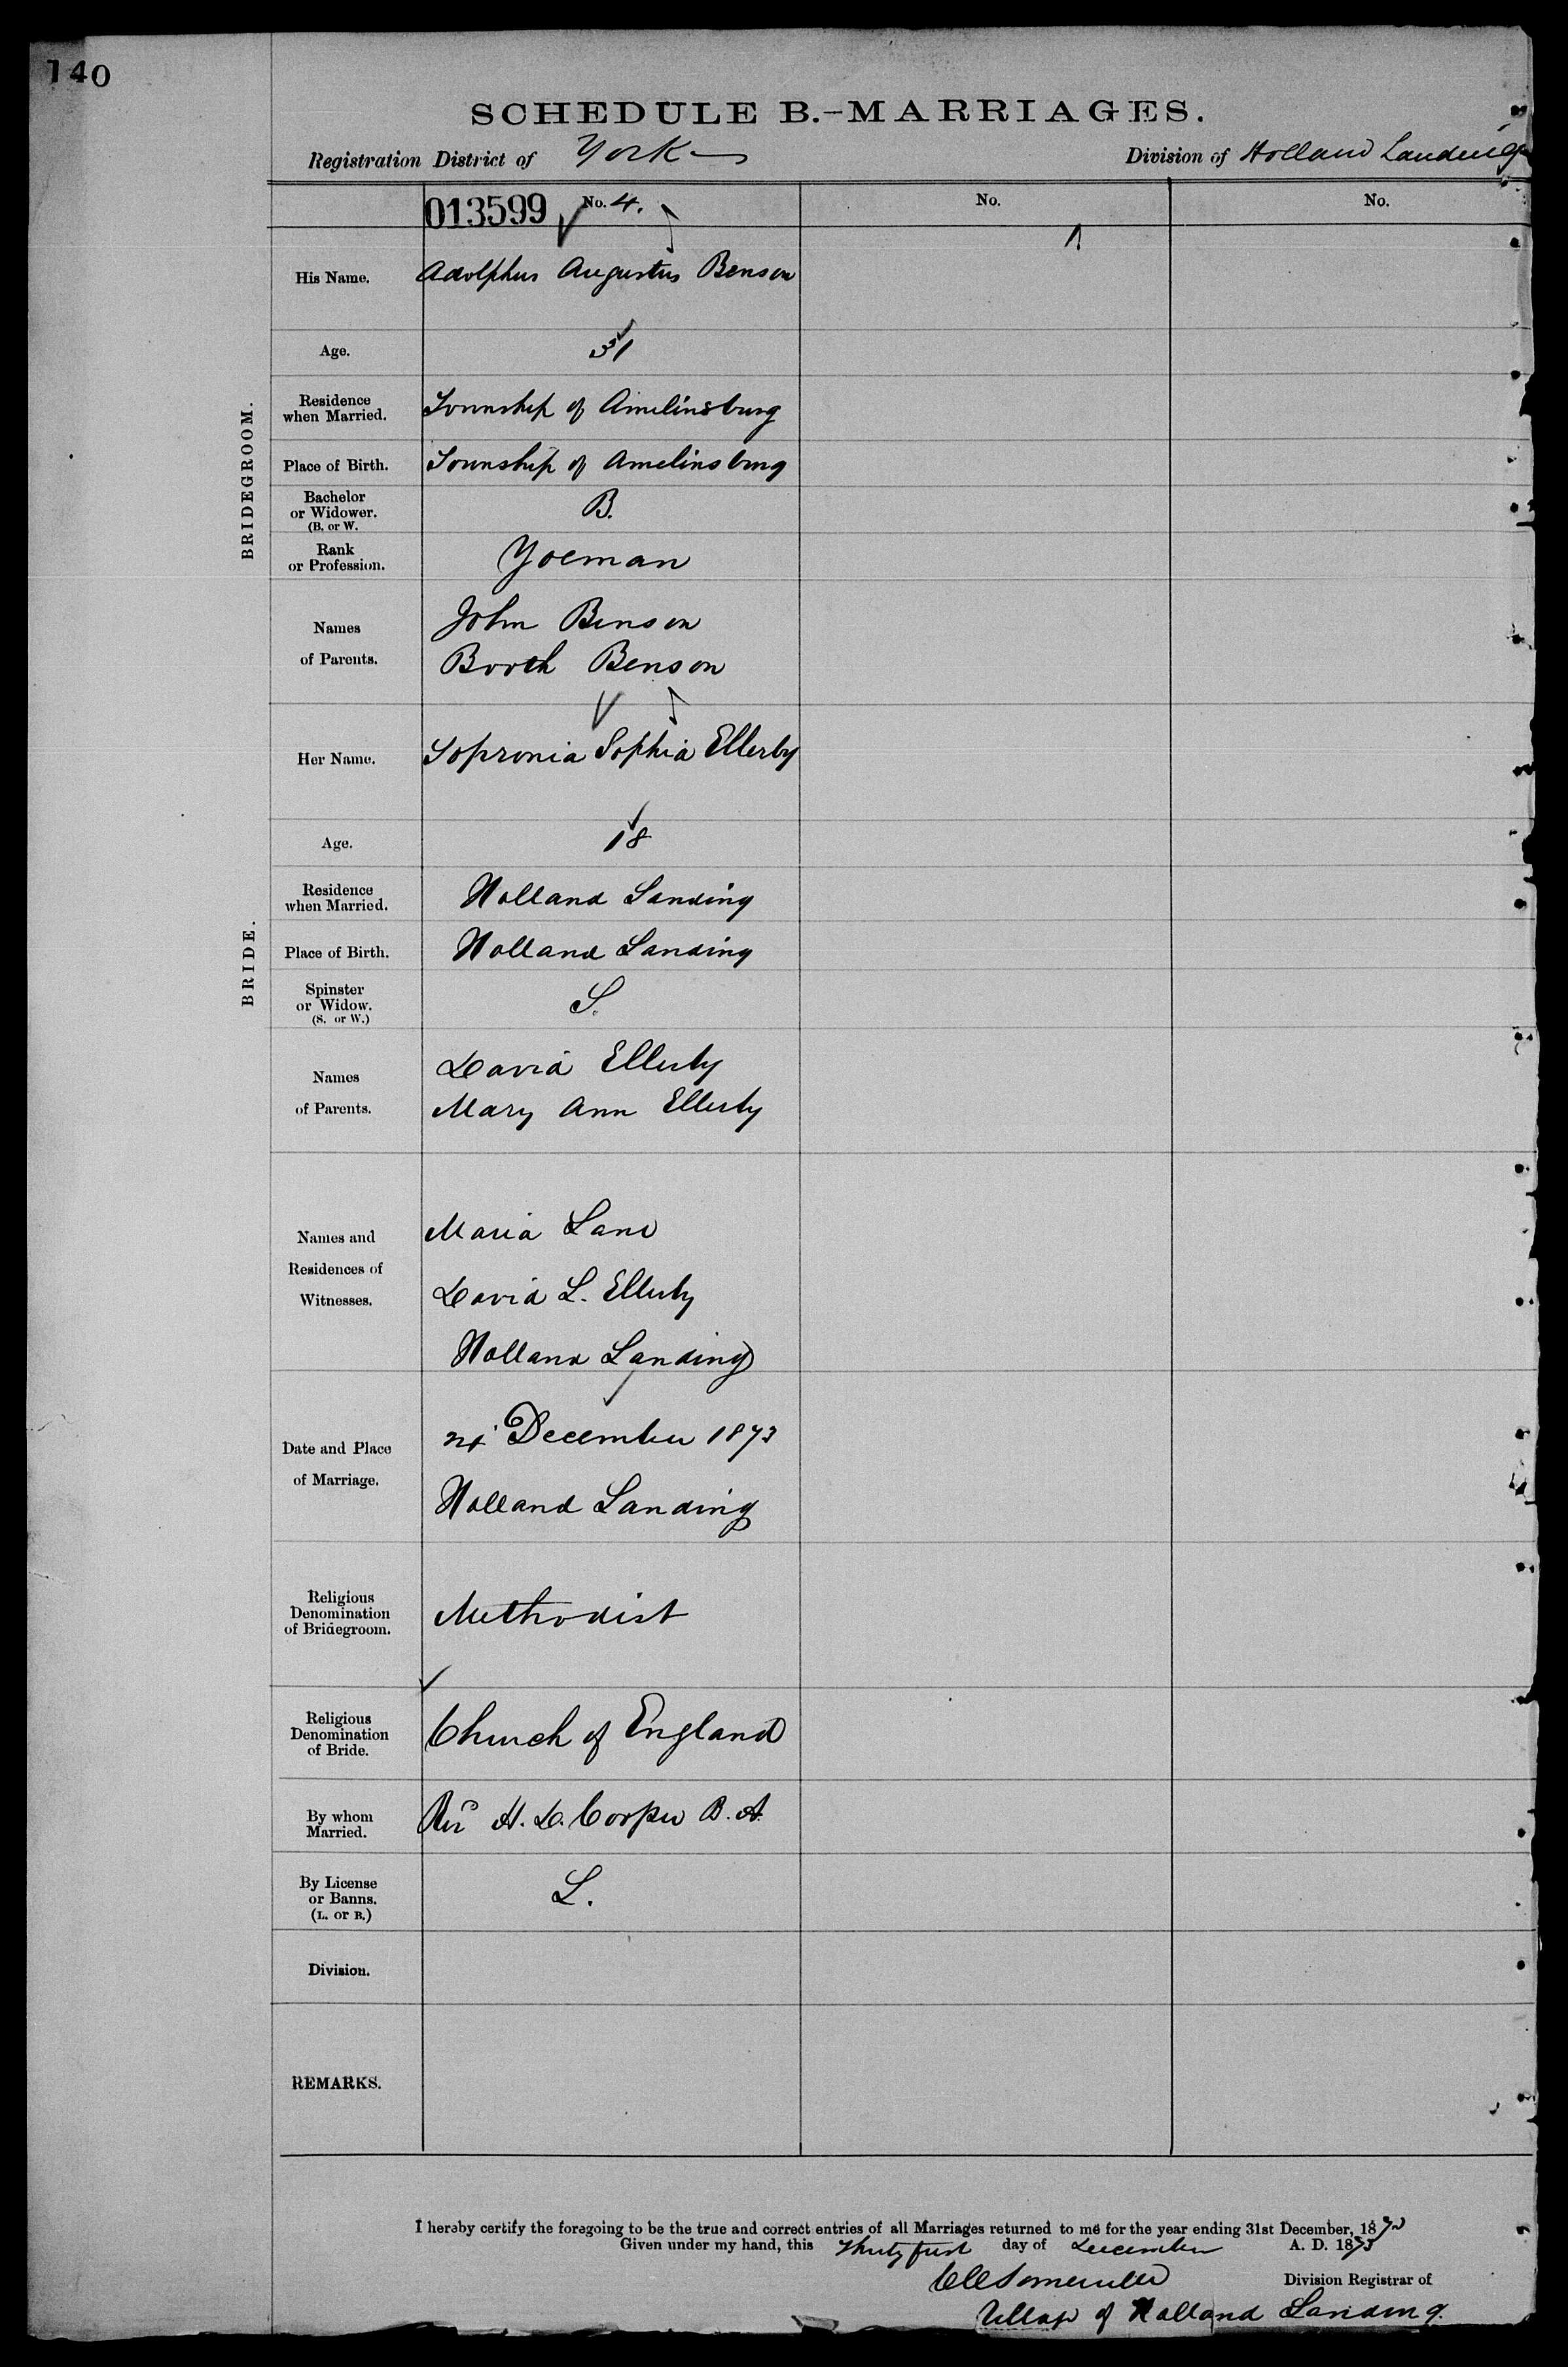 140
SCHEDULE B.-MARRIAGES.
Registration District of York Division of Holland Landing
013599 No. 4. No. No.
BRIDEGROOM.
His Name. Adolphus Augustus Benson
Age. 31
Residence when Married. Township of Amelinsburg
Place of Birth. Township of Amelinsburg
Bachelor or Widower. (B. or W. B.
Rank or Profession. Yoeman
Names of Parents. John Benson
Booth Benson
BRIDE.
Her Name. Sopronia Sophia Ellerby
Age. 18
Residence when Married. Holland Landing
Place of Birth. Holland Landing
Spinster or Widow. (S. or W.) S.
Names of Parents. David Ellerby
Mary Ann Ellerby
Names and Residences of Witnesses. Maria Lane
David L. Ellerby
Holland Landing
Date and Place of Marriage. December 1873
Holland Landing
Religious Denomination of Bridegroom. Methodist
Religious Denomination of Bride. Church of England
By whom Married. Rev H. D. Cooper B.A.
By License or Banns. (L. or B.) L.
Division.
REMARKS.
I hereby certify the foregoing to be the true and correct entries of all Marriages returned to me for the year ending 31st December, 1873
Given under my hand, this Thirty first day of December A. D. 1873
Division Registrar of
Village of Holland Landing.